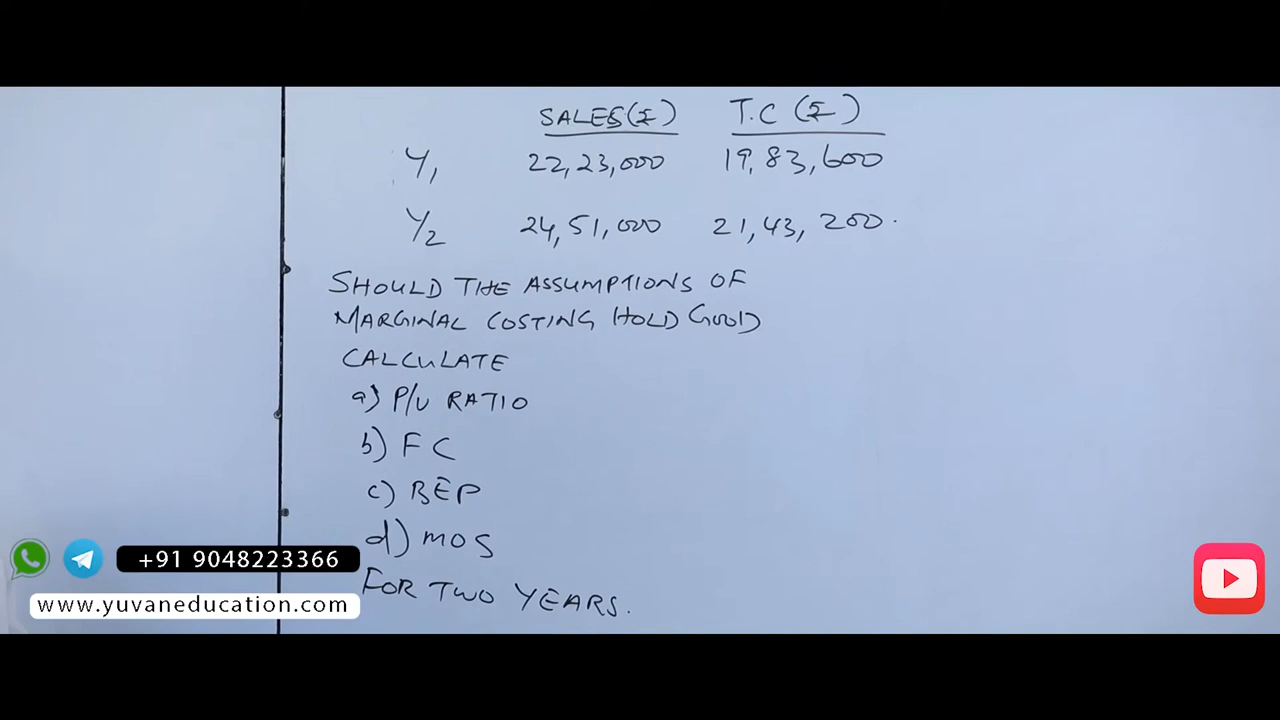 SALES(₹) T.C (₹)
Y1 22,23,000 19,83,600
Y2 24,51,000 21,43,200.
SHOULD THE ASSUMPTIONS OF
MARGINAL COSTING HOLD GOOD
CALCULATE
a) P/V RATIO
b) F C
c) BEP
d) MOS
+91 9048223366
FOR TWO YEARS.
www.yuvaneducation.com